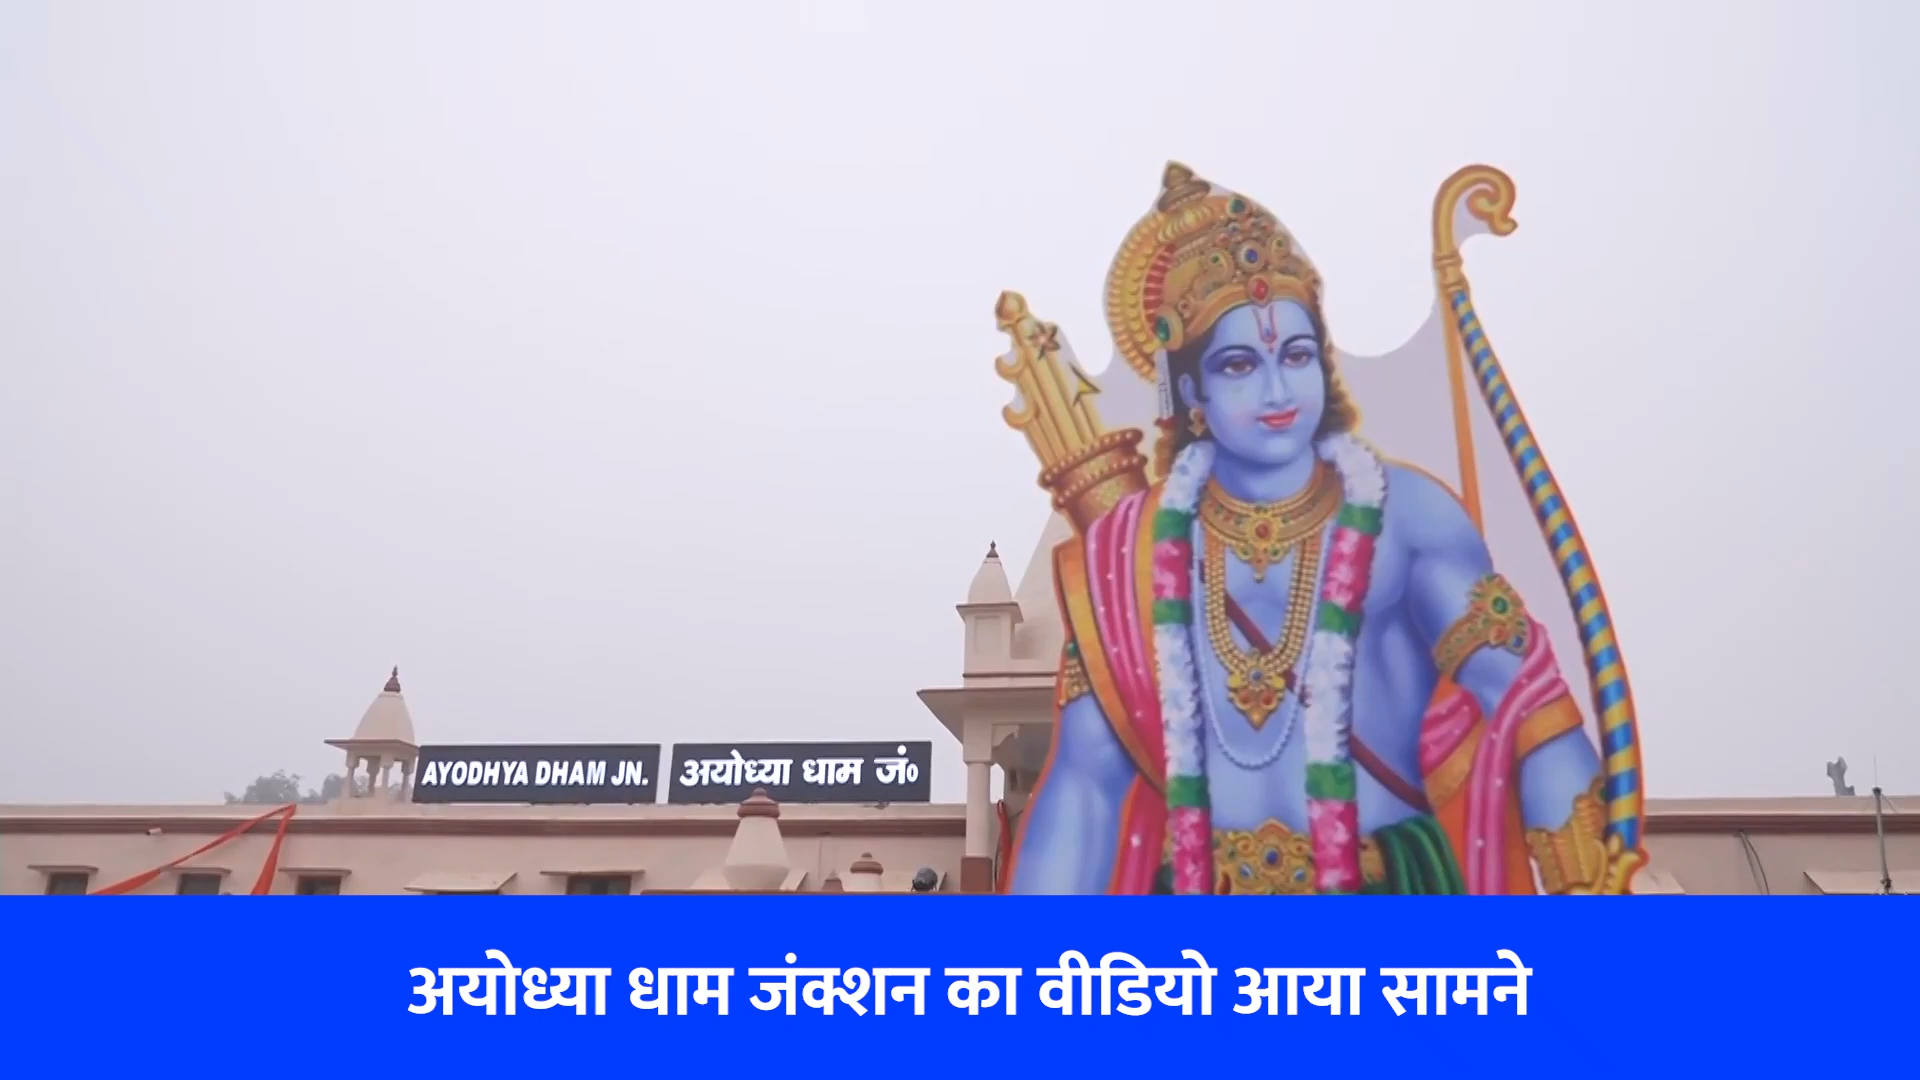 AYODHYA DHAM JN.
अयोध्या धाम जं०
अयोध्या धाम जंक्शन का वीडियो आया सामने